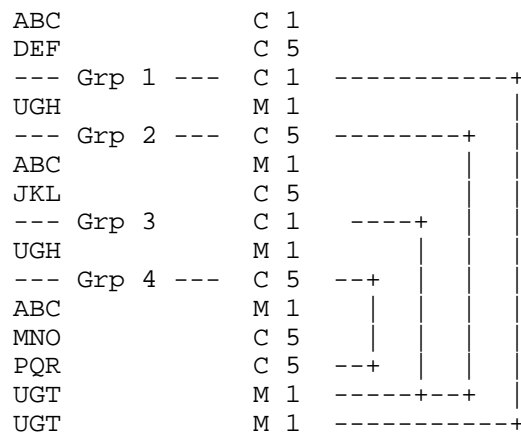 ABC                C 1
DEF                C 5
--- Grp 1 ---      C 1  -----------+
UGH                M 1             |
--- Grp 2 ---      C 5  --------+  |
ABC                M 1          |  |
JKL                C 5          |  |
--- Grp 3          C 1   ----+  |  |
UGH                M 1       |  |  |
--- Grp 4 ---      C 5  --+  |  |  |
ABC                M 1    |  |  |  |
MNO                C 5    |  |  |  |
PQR                C 5  --+  |  |  |
UGT                M 1  -----+--+  |
UGT                M 1  -----------+